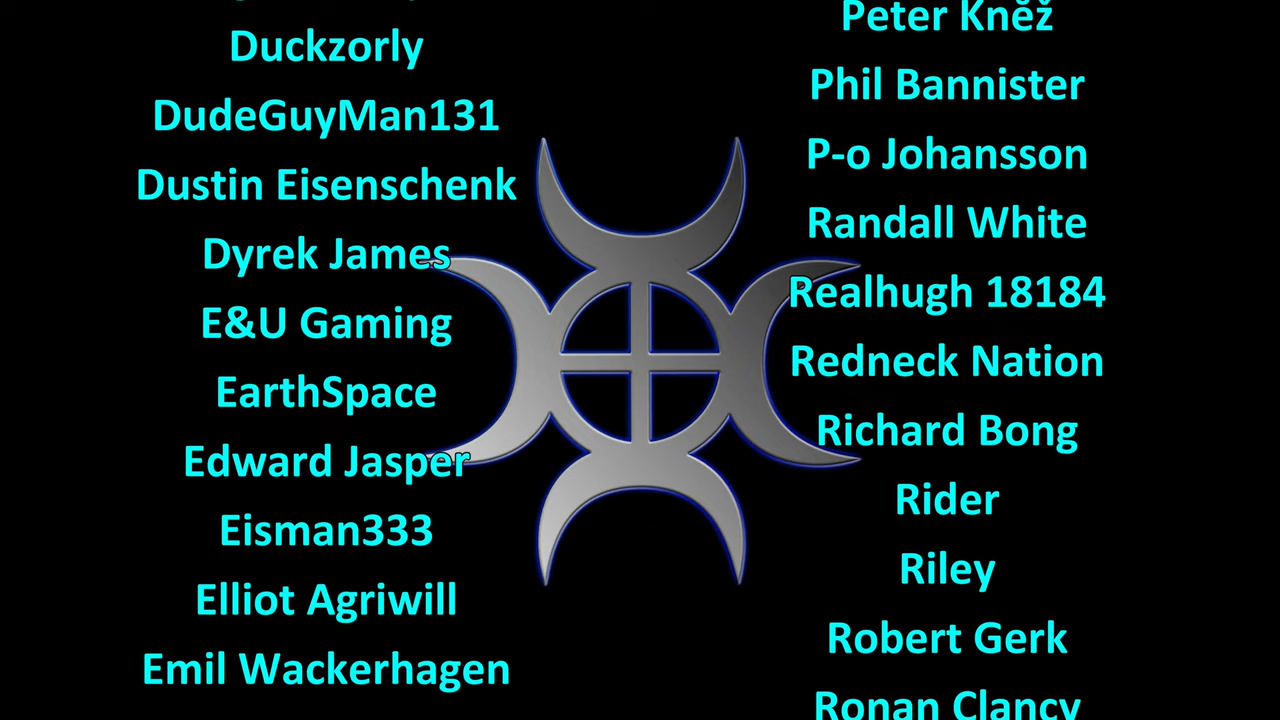 Duckzorly
DudeGuyMan131
Dustin Eisenschenk
Dyrek James
E&U Gaming
EarthSpace
Edward Jasper
Eisman333
Elliot Agriwill
Emil Wackerhagen
Peter Kněž
Phil Bannister
P-o Johansson
Randall White
Realhugh 18184
Redneck Nation
Richard Bong
Rider
Riley
Robert Gerk
Ronan Clancy